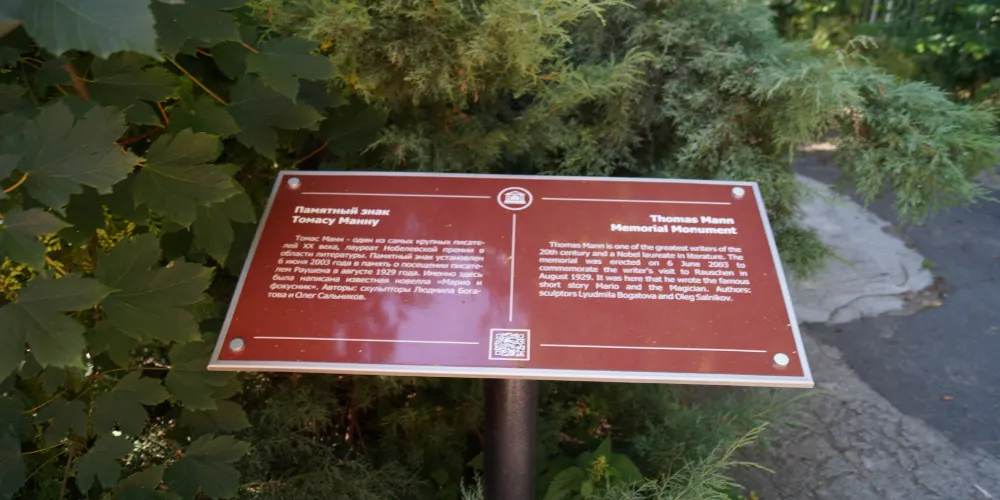 Памятный знак
Томасу Манну
Томас Манн - один из самых крупных писате-
лей XX века, лауреат Нобелевской премии в
области литературы. Памятный знак установлен
6 июня 2003 года в память о посещении писате-
лем Раушена в августе 1929 года. Именно здесь
была написана известная новелла «Марио и
фокусник». Авторы: скульпторы Людмила Бога-
това и Олег Сальников.
Thomas Mann
Memorial Monument
Thomas Mann is one of the greatest writers of the
20th century and a Nobel laureate in literature. The
memorial was erected on 6 June 2003 to
commemorate the writer's visit to Rauschen in
August 1929. It was here that he wrote the famous
short story Mario and the Magician. Authors:
sculptors Lyudmila Bogatova and Oleg Salnikov.